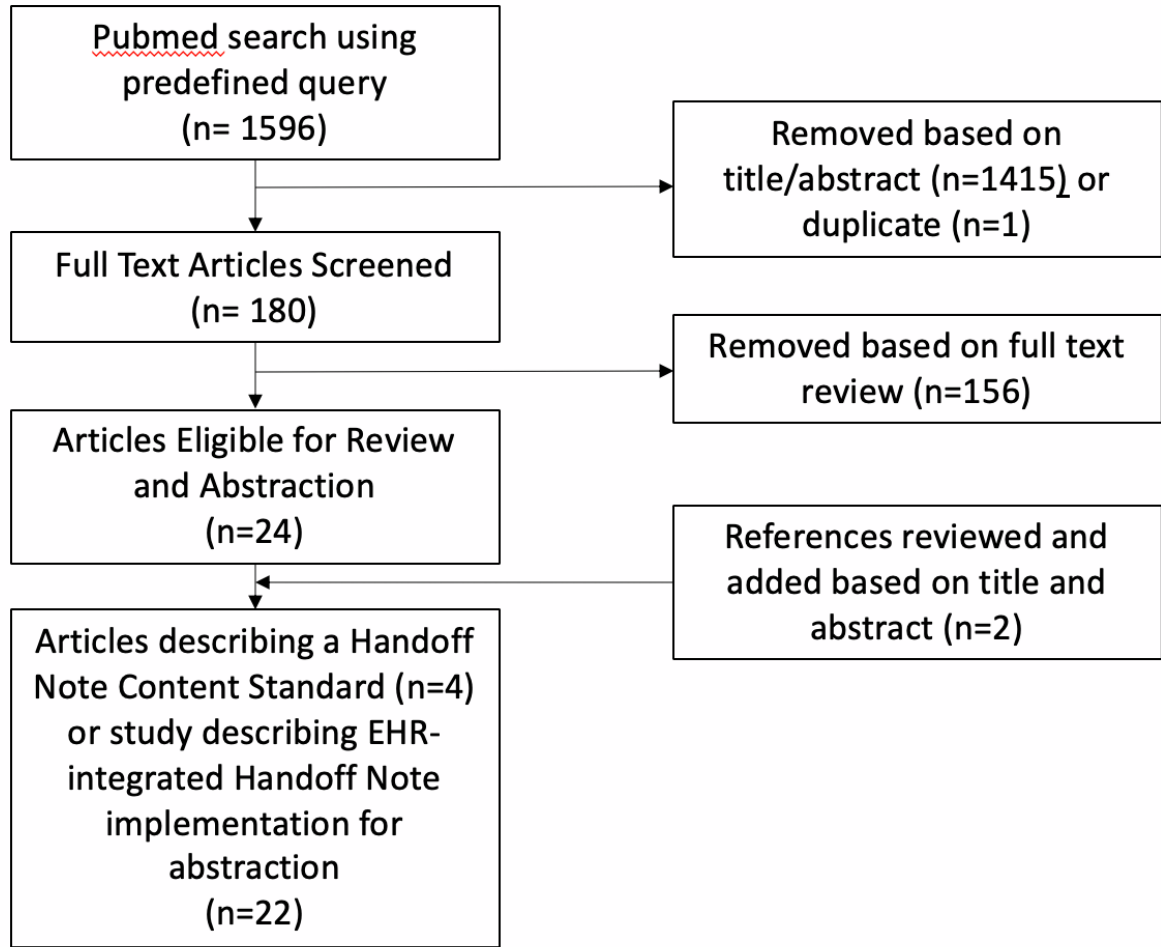 Pubmed search using
predefined query
(n= 1596)
Removed based on
title/abstract (n=1415) or
duplicate (n=1)
Full Text Articles Screened
(n= 180)
Removed based on full text
review (n=156)
Articles Eligible for Review
and Abstraction
(n=24)
References reviewed and
added based on title and
abstract (n=2)
Articles describing a Handoff
Note Content Standard (n=4)
or study describing EHR-
integrated Handoff Note
implementation for
abstraction
(n=22)